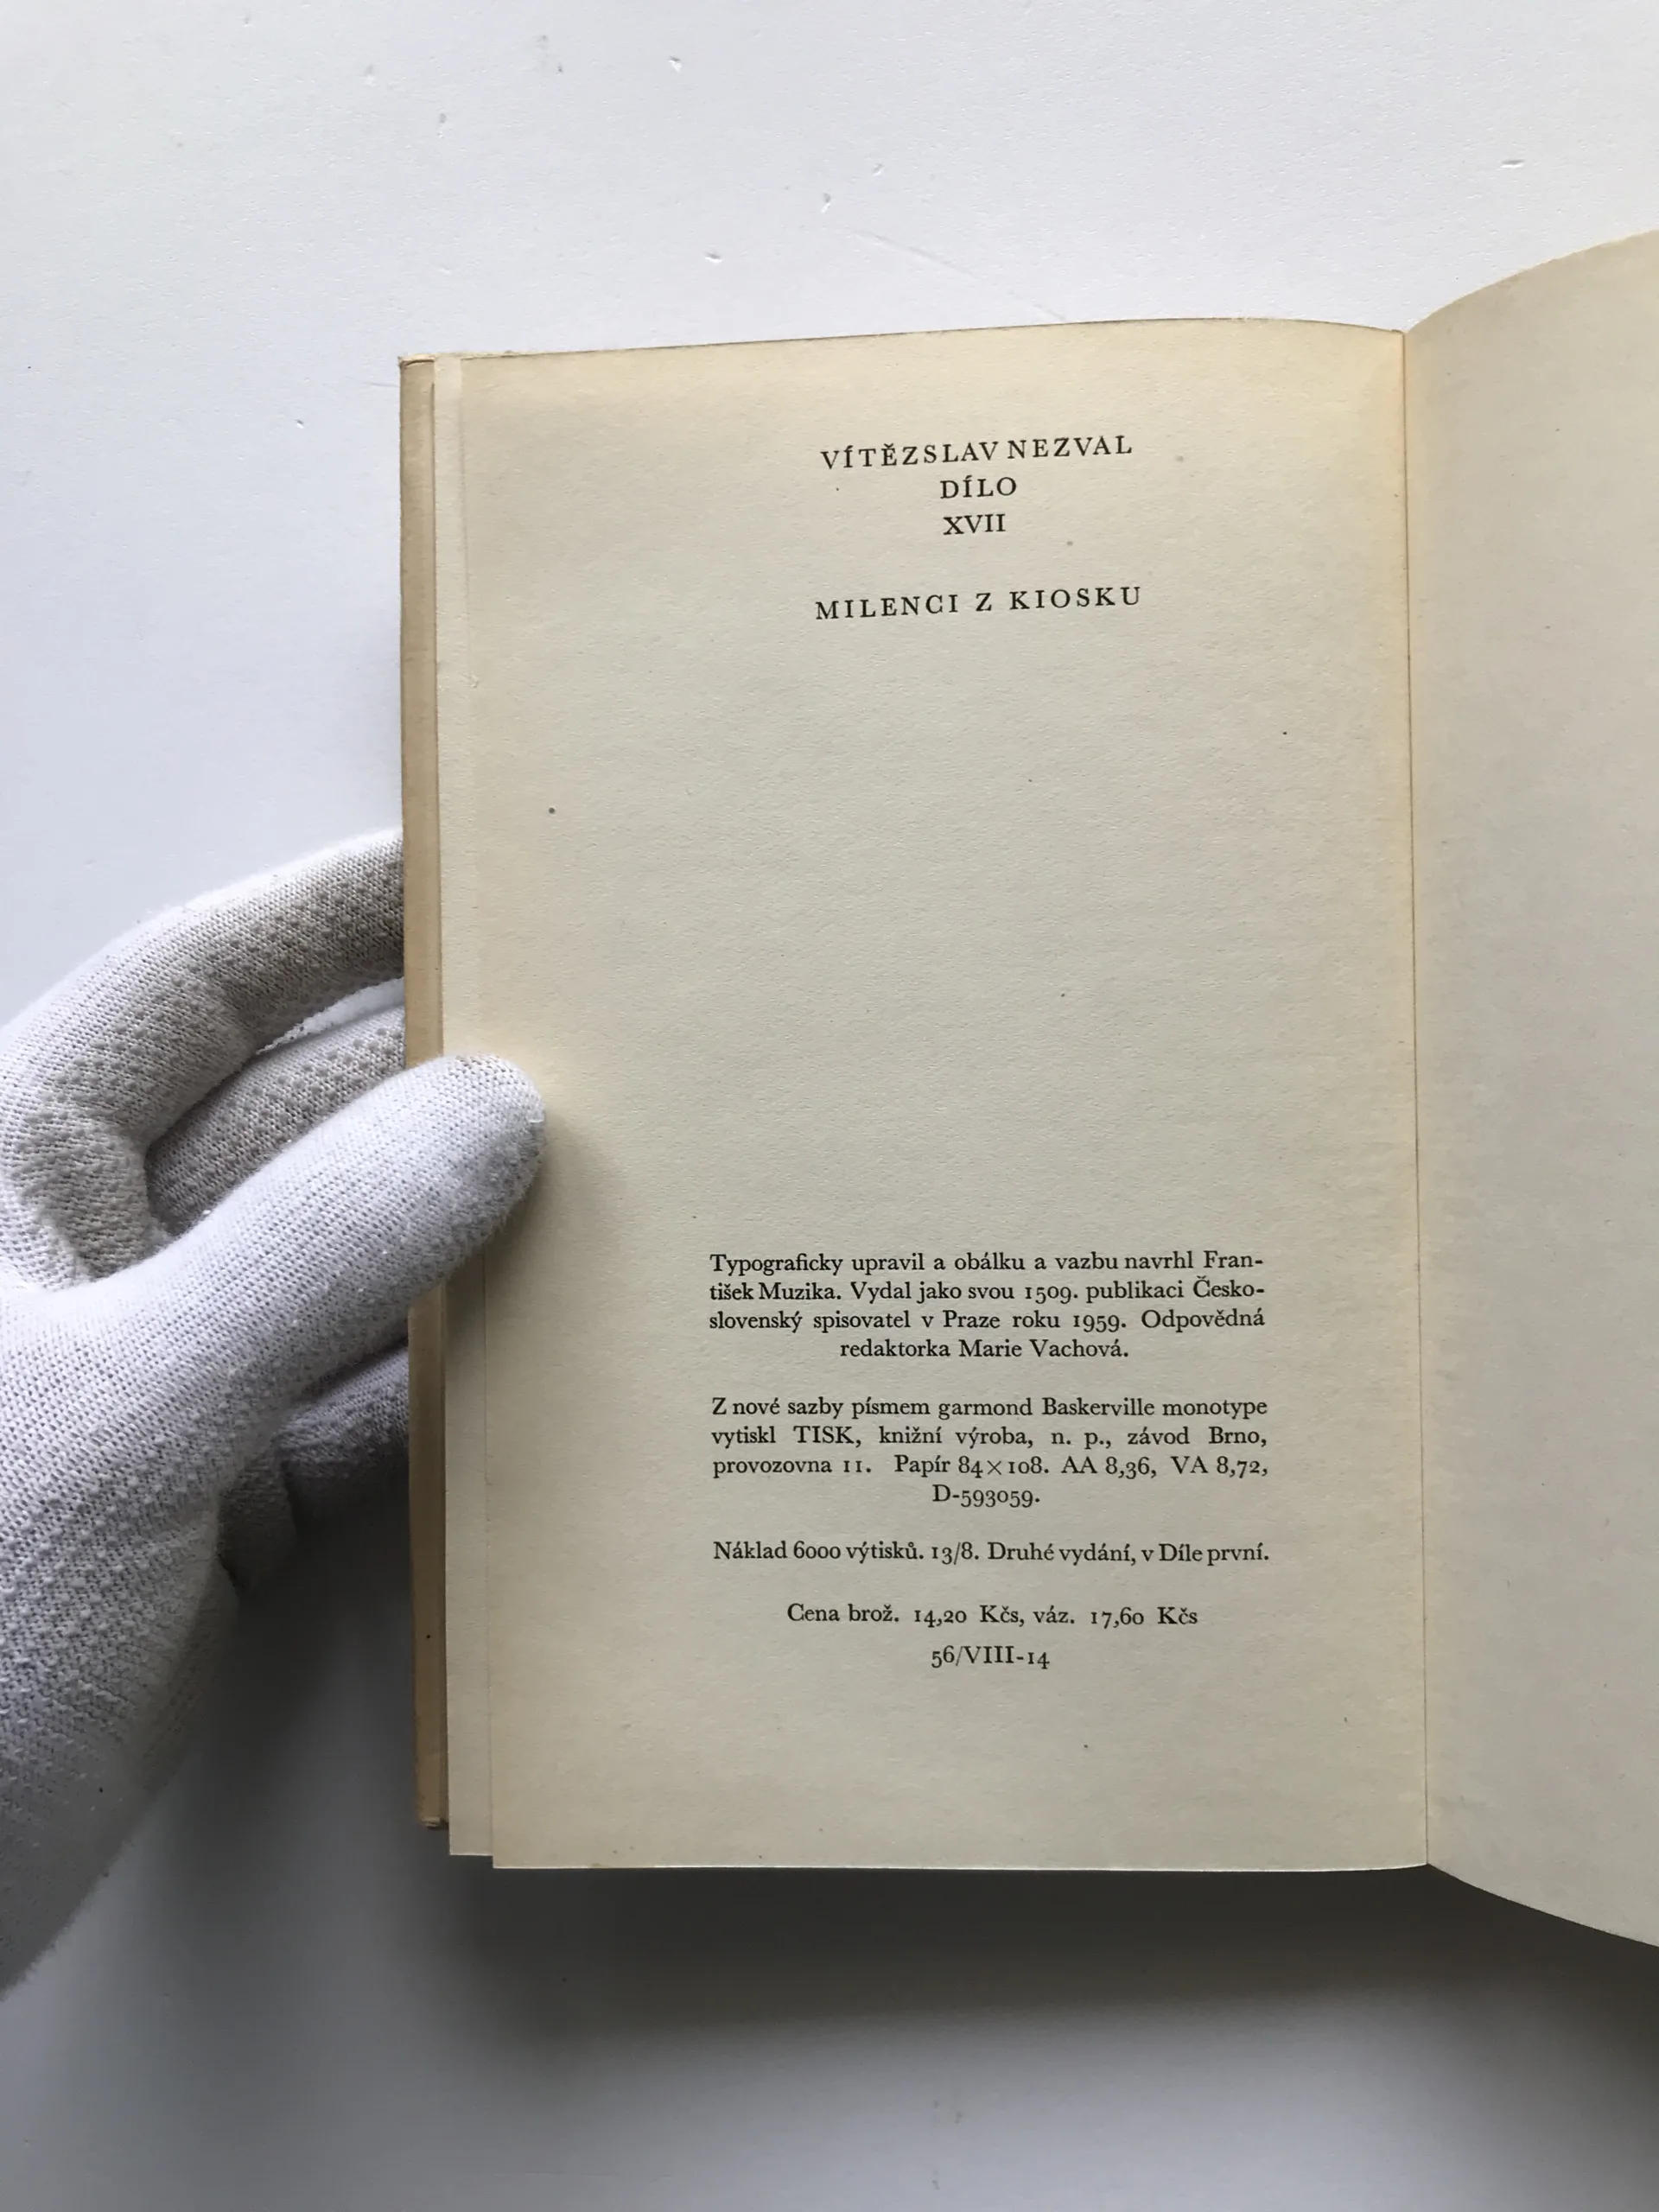 VÍTĚZSLAV NEZVAL
DÍLO
XVII
MILENCI Z KIOSKU
Typograficky upravil a obálku a vazbu navrhl Fran-
tišek Muzika. Vydal jako svou 1509. publikaci Česko-
slovenský spisovatel v Praze roku 1959. Odpovědná
redaktorka Marie Vachová.
Z nové sazby písmem garmond Baskerville monotype
vytiskl TISK, knižní výroba, n. p., závod Brno,
provozovna 11. Papír 84×108. AA 8,36, VA 8,72,
D-593059.
Náklad 6000 výtisků. 13/8. Druhé vydání, v Díle první.
Cena brož. 14,20 Kčs, váz. 17,60 Kčs
56/VIII-14